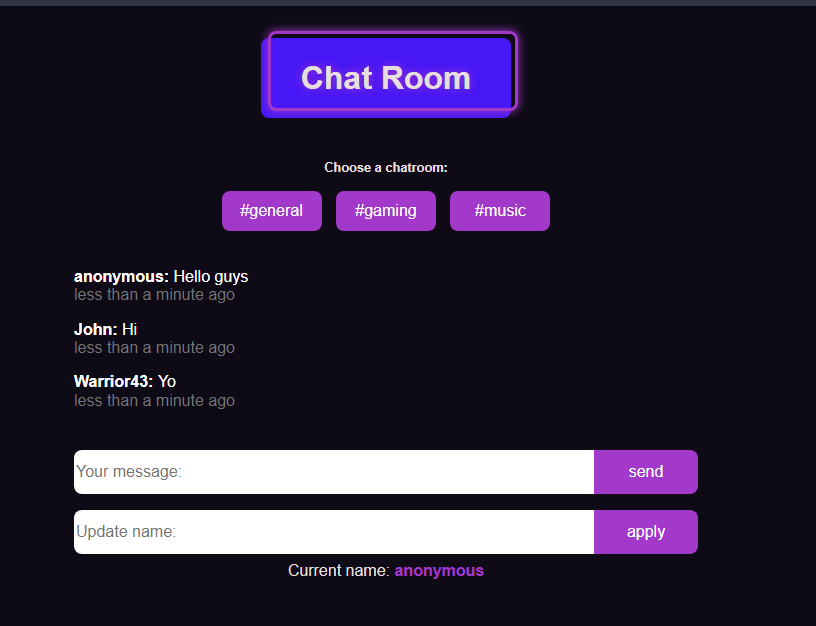 Chat Room
Choose a chatroom:
#general #gaming #music
anonymous: Hello guys
less than a minute ago
John: Hi
less than a minute ago
Warrior43: Yo
less than a minute ago
Your message: send
Update name: apply
Current name: anonymous